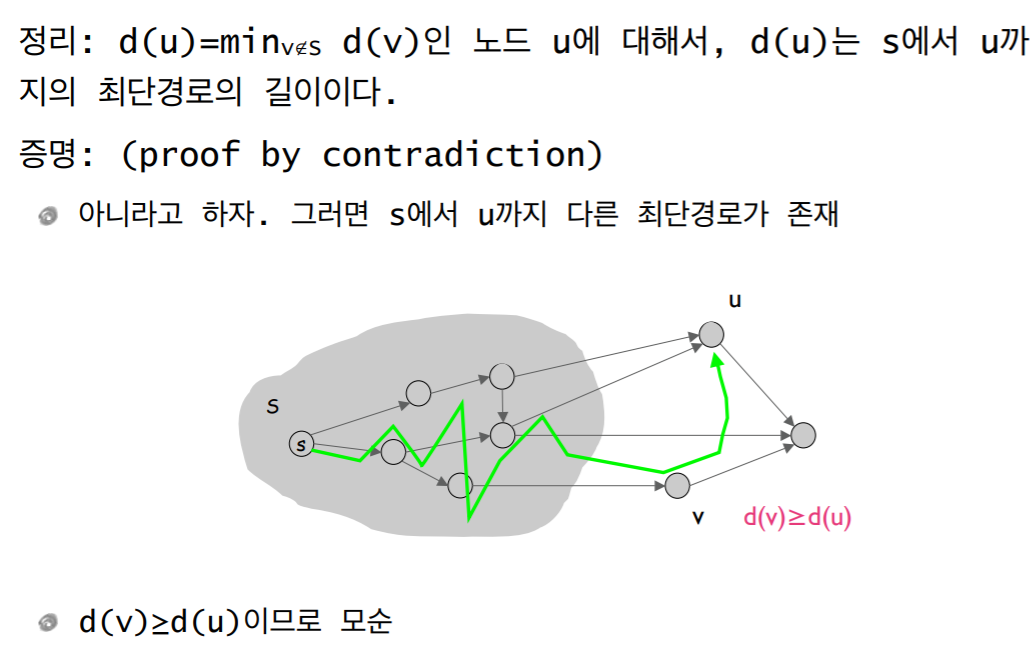 정리: d(u)=min_{v∉S} d(v)인 노드 u에 대해서, d(u)는 s에서 u까
지의 최단경로의 길이이다.
증명: (proof by contradiction)
아니라고 하자. 그러면 s에서 u까지 다른 최단경로가 존재
u
S
s
v
d(v)≥d(u)
d(v)≥d(u)이므로 모순